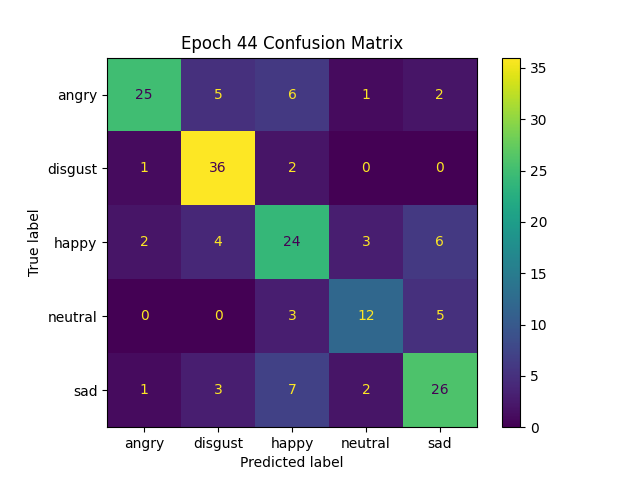 Epoch 44 Confusion Matrix
angry 25 5 6 1 2
disgust 1 36 2 0 0
happy 2 4 24 3 6
neutral 0 0 3 12 5
sad 1 3 7 2 26
angry disgust happy neutral sad
Predicted label
True label
35
30
25
20
15
10
5
0